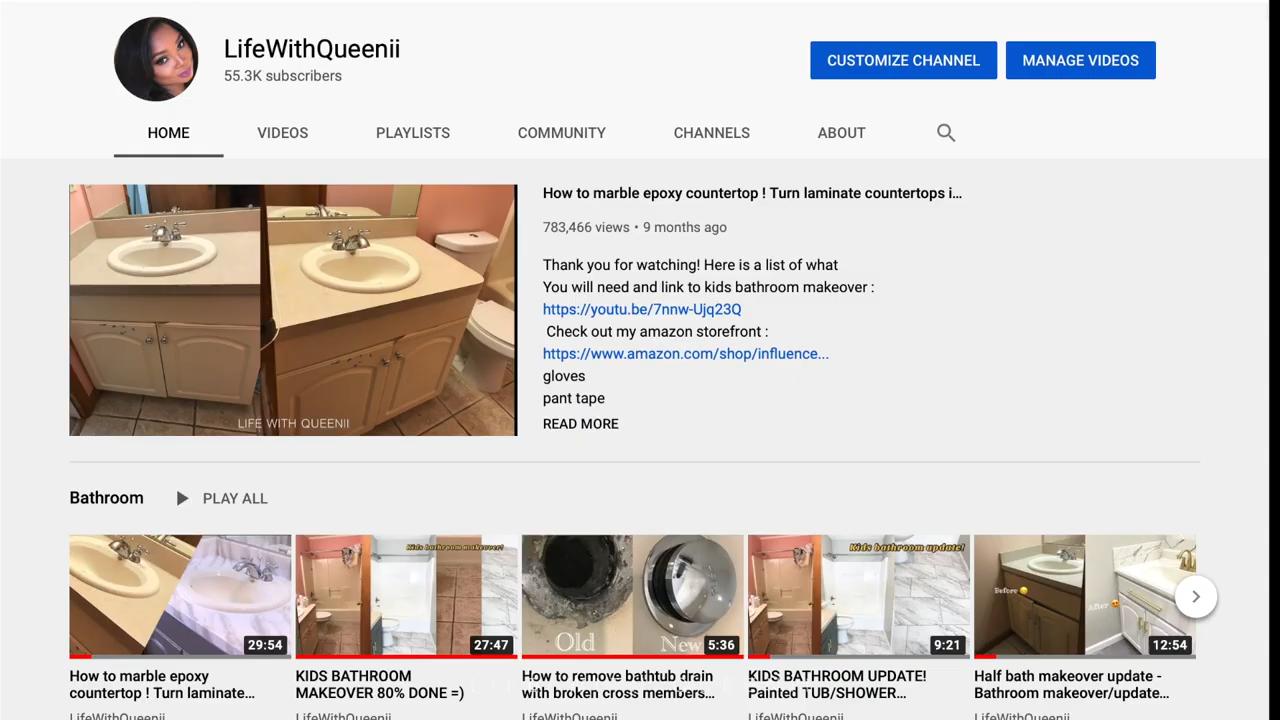 LifeWithQueenii
55.3K subscribers
CUSTOMIZE CHANNEL
MANAGE VIDEOS
HOME
VIDEOS
PLAYLISTS
COMMUNITY
CHANNELS
ABOUT
LIFE WITH QUEENII
How to marble epoxy countertop ! Turn laminate countertops i...
783,466 views • 9 months ago
Thank you for watching! Here is a list of what
You will need and link to kids bathroom makeover :
https://youtu.be/7nnw-Ujq23Q
Check out my amazon storefront :
https://www.amazon.com/shop/influence...
gloves
pant tape
READ MORE
Bathroom
PLAY ALL
29:54
Kids bathroom makeover!
27:47
Old
New
5:36
Kids bathroom update!
9:21
Before
After
12:54
How to marble epoxy
countertop ! Turn laminate...
KIDS BATHROOM
MAKEOVER 80% DONE =)
How to remove bathtub drain
with broken cross members...
KIDS BATHROOM UPDATE!
Painted TUB/SHOWER...
Half bath makeover update -
Bathroom makeover/update...
LifeWithQueenii
LifeWithQueenii
LifeWithQueenii
LifeWithQueenii
LifeWithQueenii